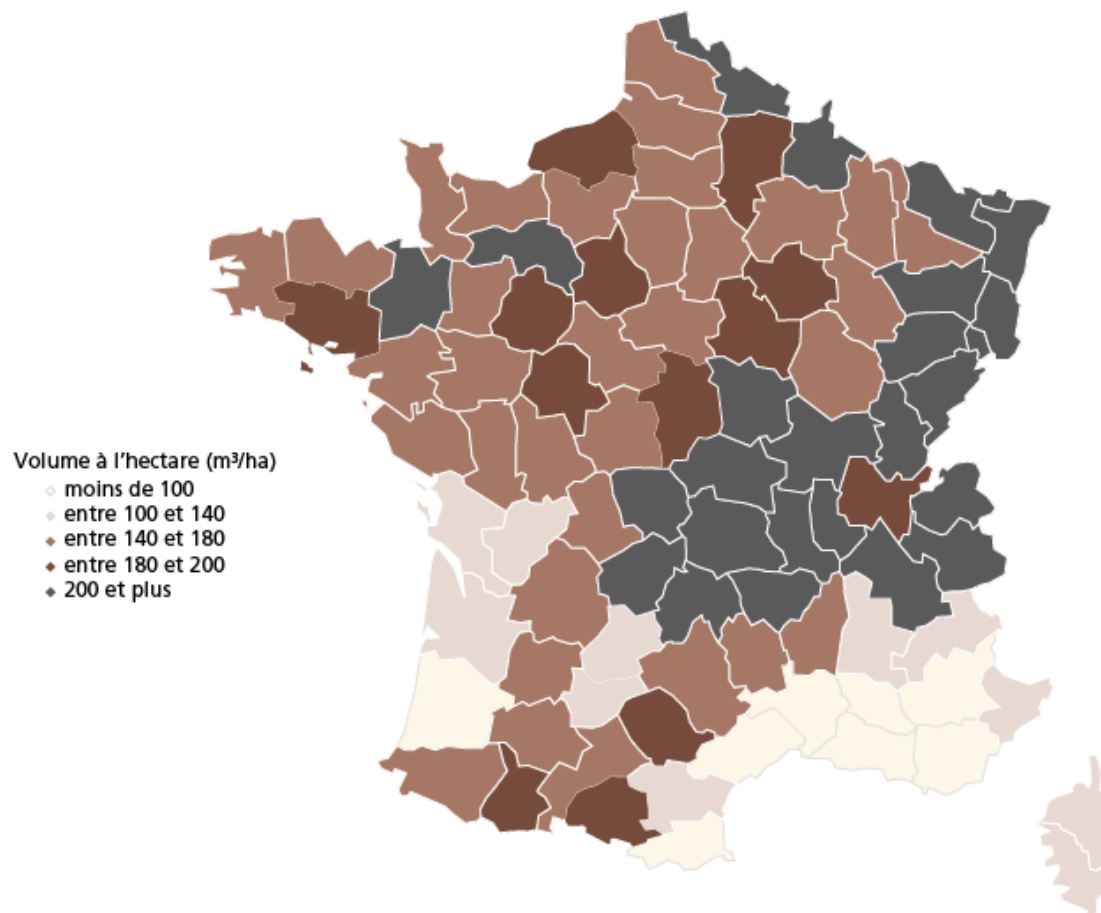 Volume à l’hectare (m³/ha)
moins de 100
entre 100 et 140
entre 140 et 180
entre 180 et 200
200 et plus